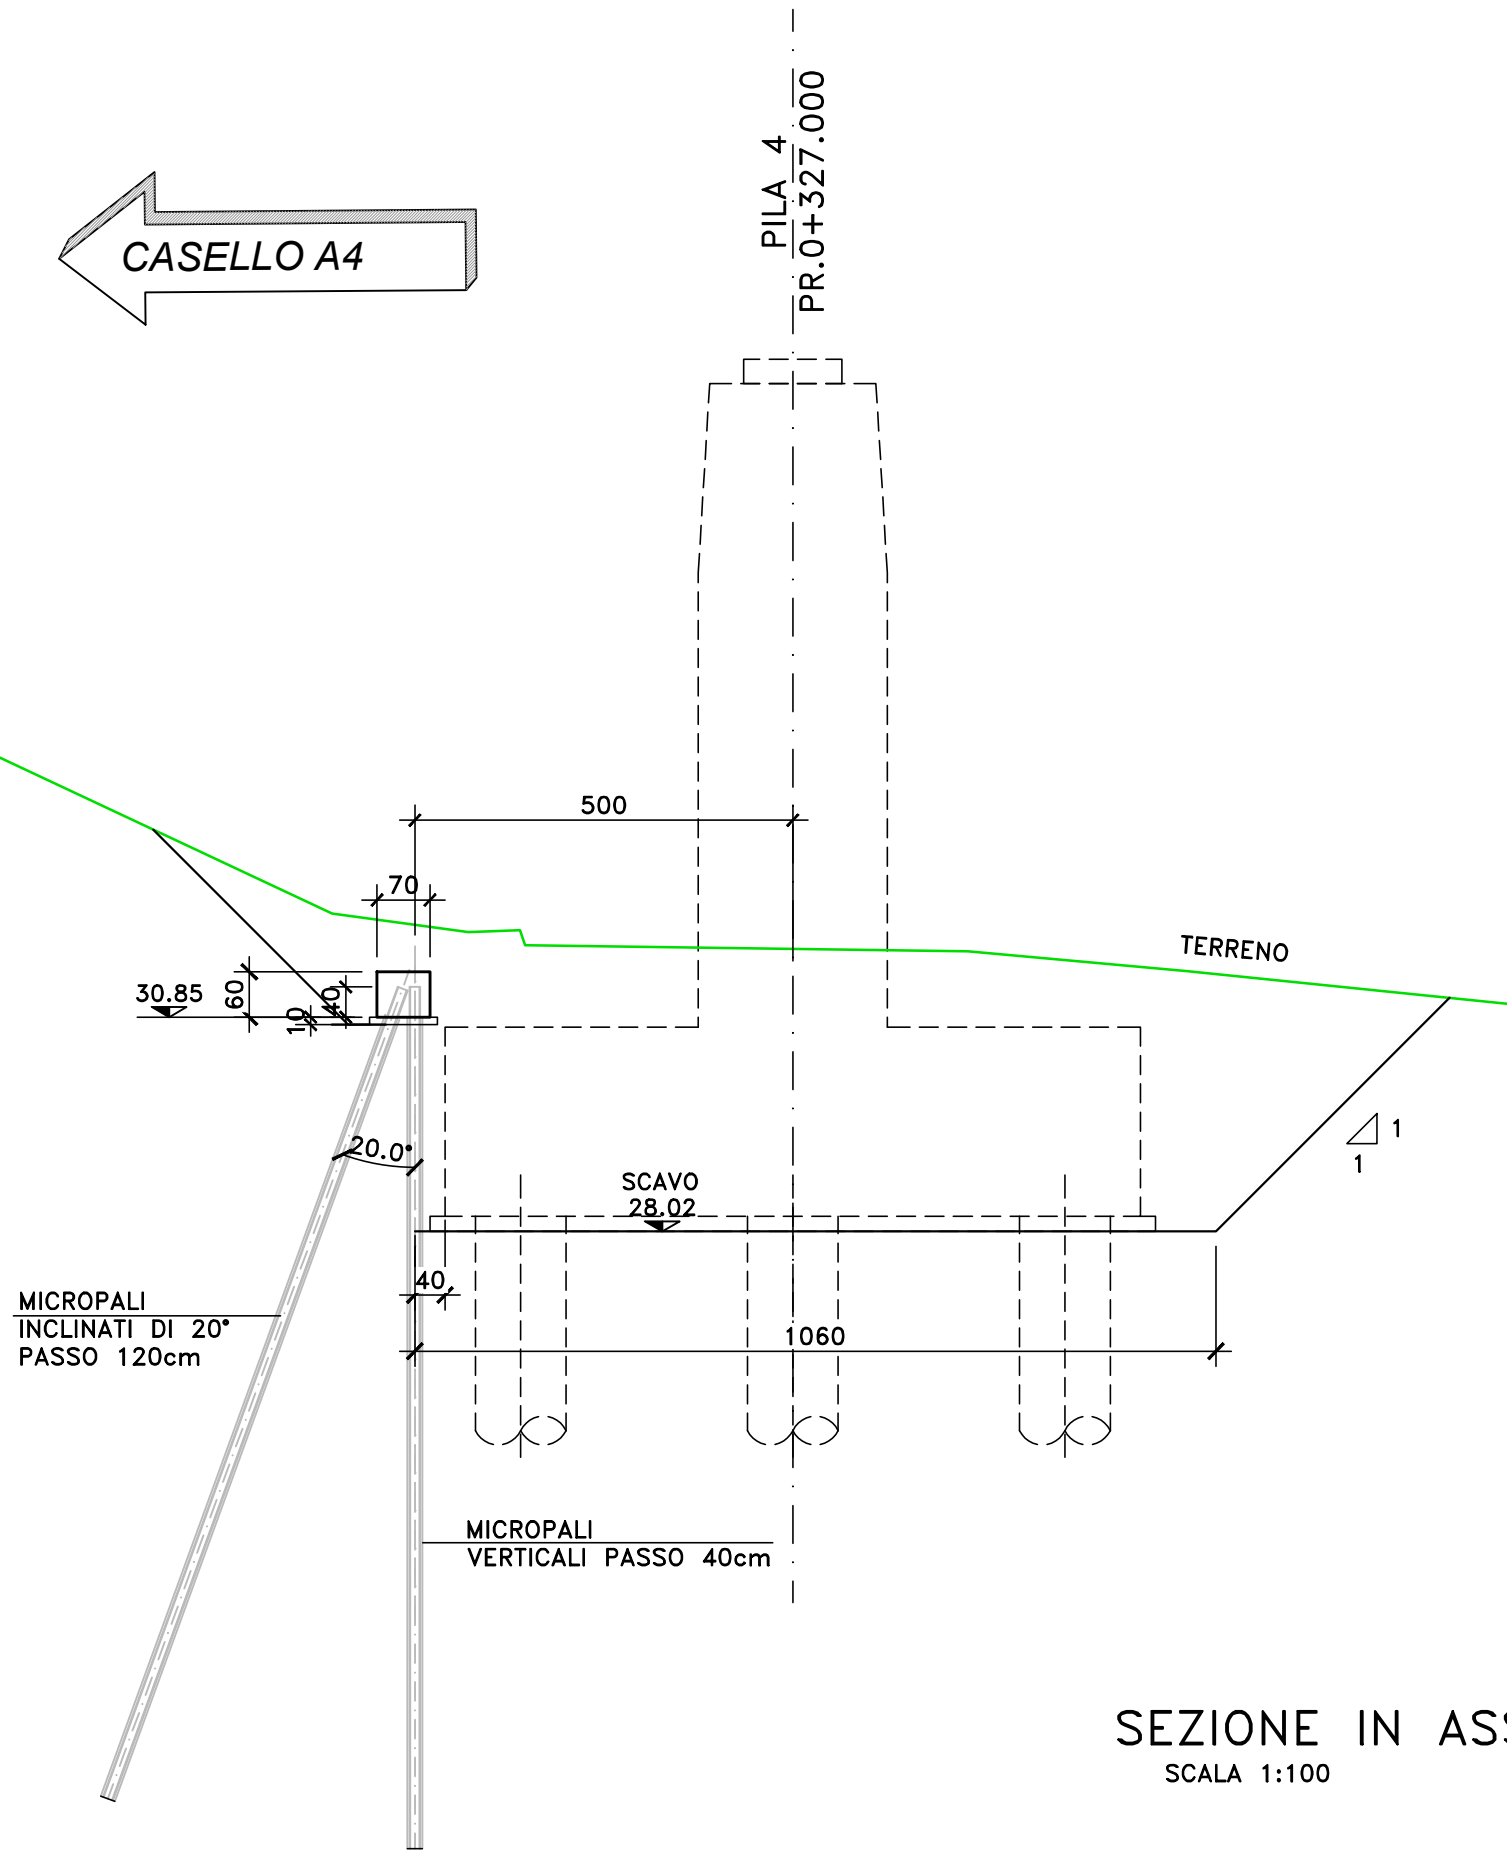 PILA 4
PR.0+327.000
CASELLO A4
500
70
TERRENO
30.85
60
40
10
1
1
20.0°
SCAVO
28.02
40
MICROPALI
INCLINATI DI 20°
PASSO 120cm
1060
MICROPALI
VERTICALI PASSO 40cm
SEZIONE IN
SCALA 1:100